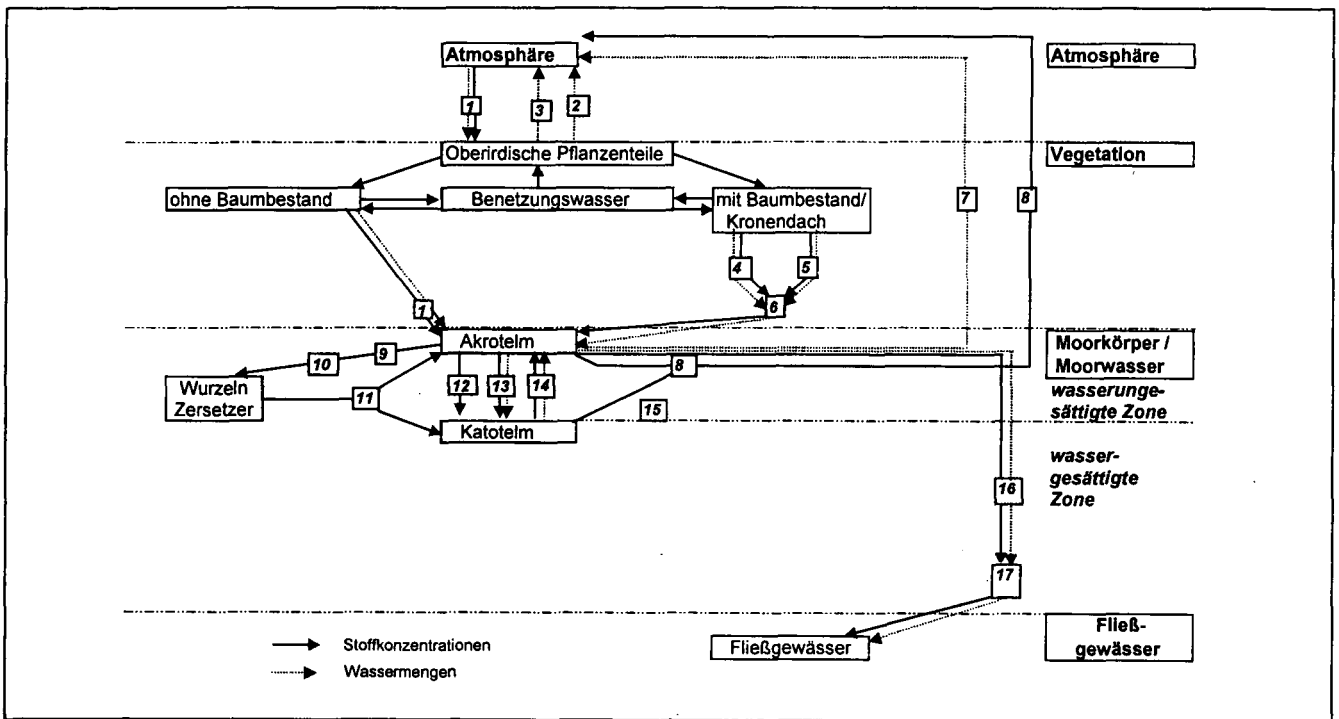 Atmosphäre
Atmosphäre
1
3
2
Oberirdische Pflanzenteile
Vegetation
ohne Baumbestand
Benetzungswasser
mit Baumbestand/
Kronendach
7
8
4
5
1
6
Akrotelm
Moorkörper /
Moorwasser
10
9
8
Wurzeln
Zersetzer
11
12
13
14
15
wasserunge-
sättigte Zone
Katotelm
wasser-
gesättigte
Zone
16
17
Stoffkonzentrationen
Wassermengen
Fließgewässer
Fließ-
gewässer